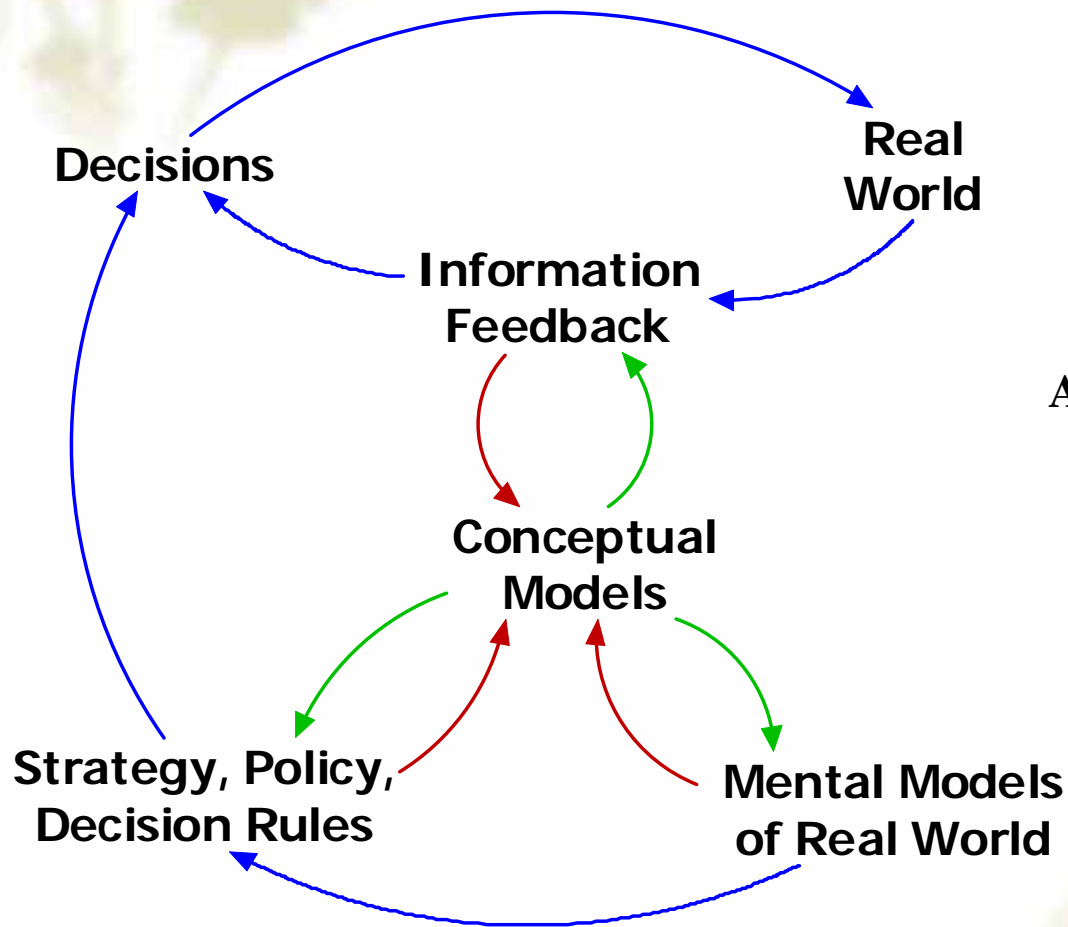 Decisions
Real
World
Information
Feedback
A
Conceptual
Models
Strategy, Policy,
Decision Rules
Mental Models
of Real World